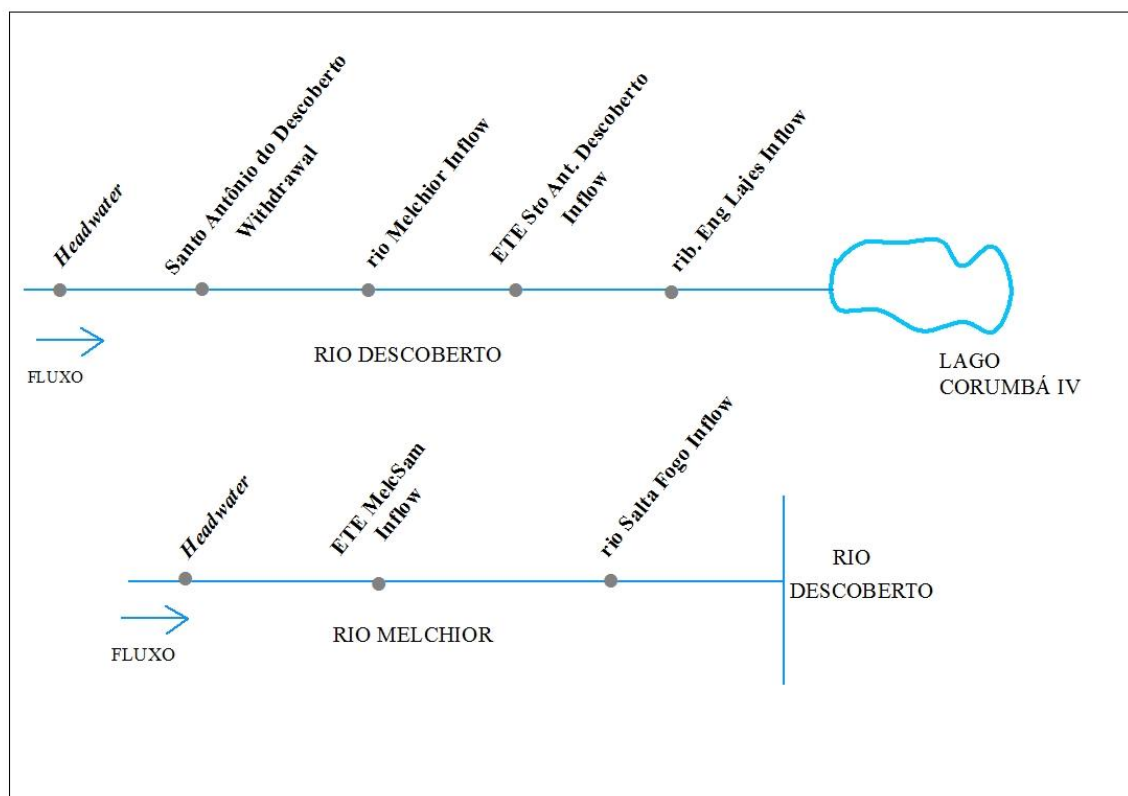 Headwater
Santo Antônio do Descoberto
Withdrawal
rio Melchior Inflow
ETE Sto Ant. Descoberto
Inflow
rib. Eng Lajes Inflow
FLUXO
RIO DESCOBERTO
LAGO
CORUMBÁ IV
Headwater
ETE MelcSam
Inflow
rio Salta Fogo Inflow
RIO
DESCOBERTO
FLUXO
RIO MELCHIOR